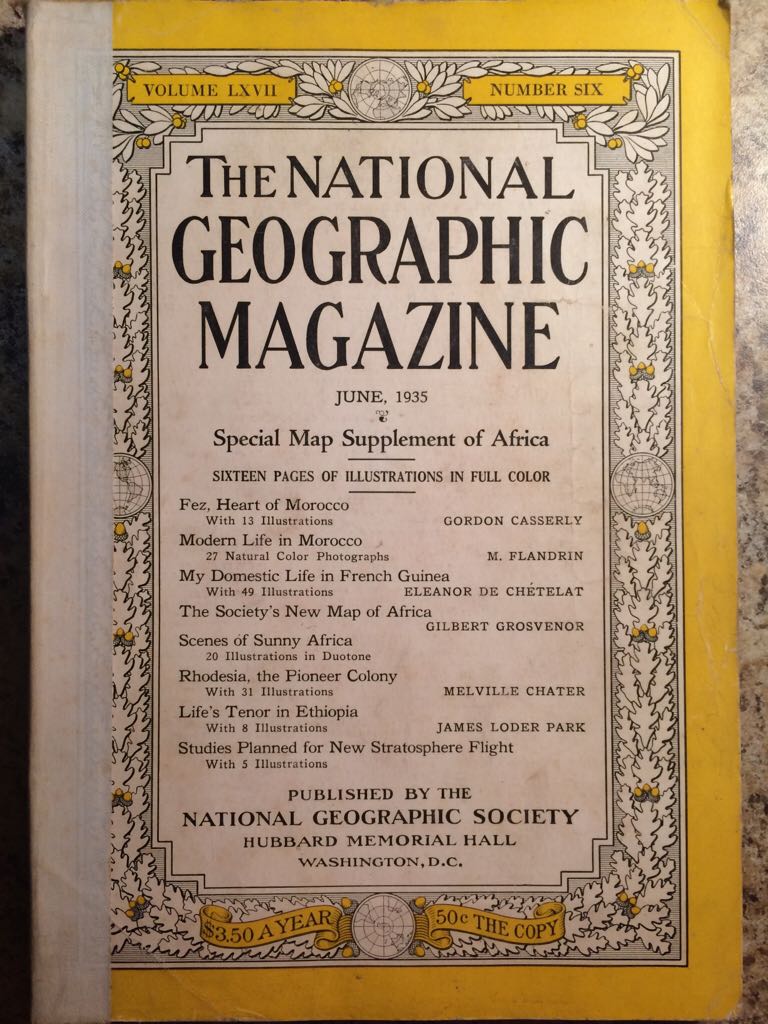 VOLUME LXVII
NUMBER SIX
THE NATIONAL
GEOGRAPHIC
MAGAZINE
JUNE, 1935
Special Map Supplement of Africa
SIXTEEN PAGES OF ILLUSTRATIONS IN FULL COLOR
Fez, Heart of Morocco
With 13 Illustrations GORDON CASSERLY
Modern Life in Morocco
27 Natural Color Photographs M. FLANDRIN
My Domestic Life in French Guinea
With 49 Illustrations ELEANOR DE CHÉTELAT
The Society's New Map of Africa
GILBERT GROSVENOR
Scenes of Sunny Africa
20 Illustrations in Duotone
Rhodesia, the Pioneer Colony
With 31 Illustrations MELVILLE CHATER
Life's Tenor in Ethiopia
With 8 Illustrations JAMES LODER PARK
Studies Planned for New Stratosphere Flight
With 5 Illustrations
PUBLISHED BY THE
NATIONAL GEOGRAPHIC SOCIETY
HUBBARD MEMORIAL HALL
WASHINGTON, D.C.
$3.50 A YEAR
50c THE COPY